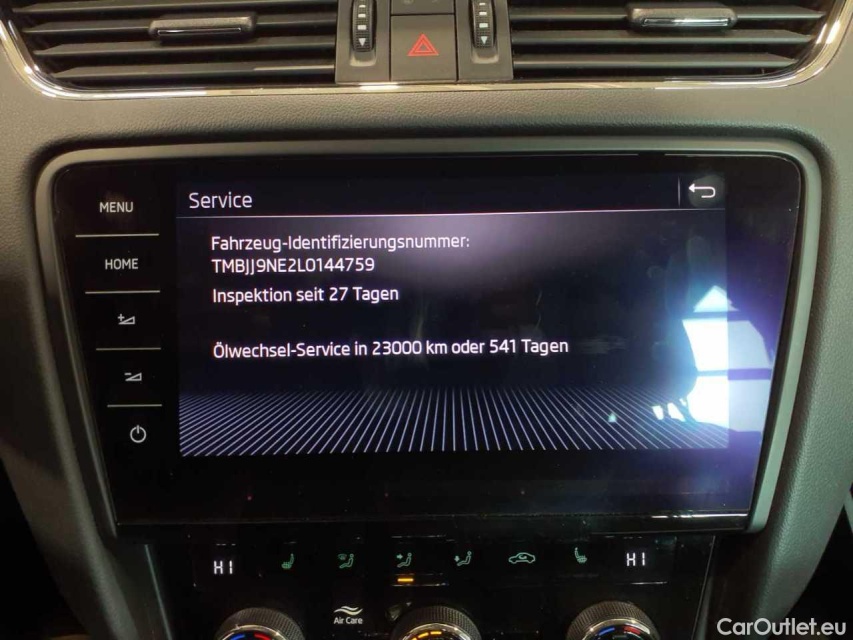 MENU
HOME
Service
Fahrzeug-Identifizierungsnummer:
TMBJJ9NE2L0144759
Inspektion seit 27 Tagen
Ölwechsel-Service in 23000 km oder 541 Tagen
HI
HI
Air Care
CarOutlet.eu